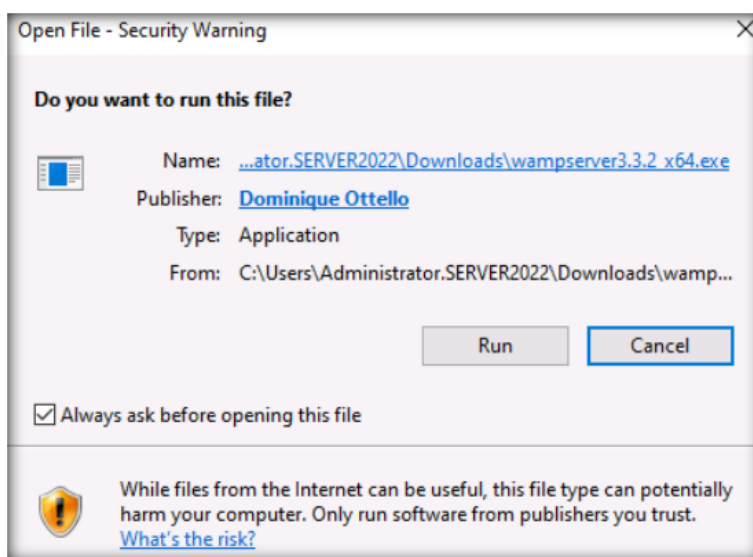 Open File - Security Warning
Do you want to run this file?
Name: ...ator.SERVER2022\Downloads\wampserver3.3.2_x64.exe
Publisher: Dominique Ottello
Type: Application
From: C:\Users\Administrator.SERVER2022\Downloads\wamp...
Run Cancel
Always ask before opening this file
While files from the Internet can be useful, this file type can potentially
harm your computer. Only run software from publishers you trust.
What's the risk?